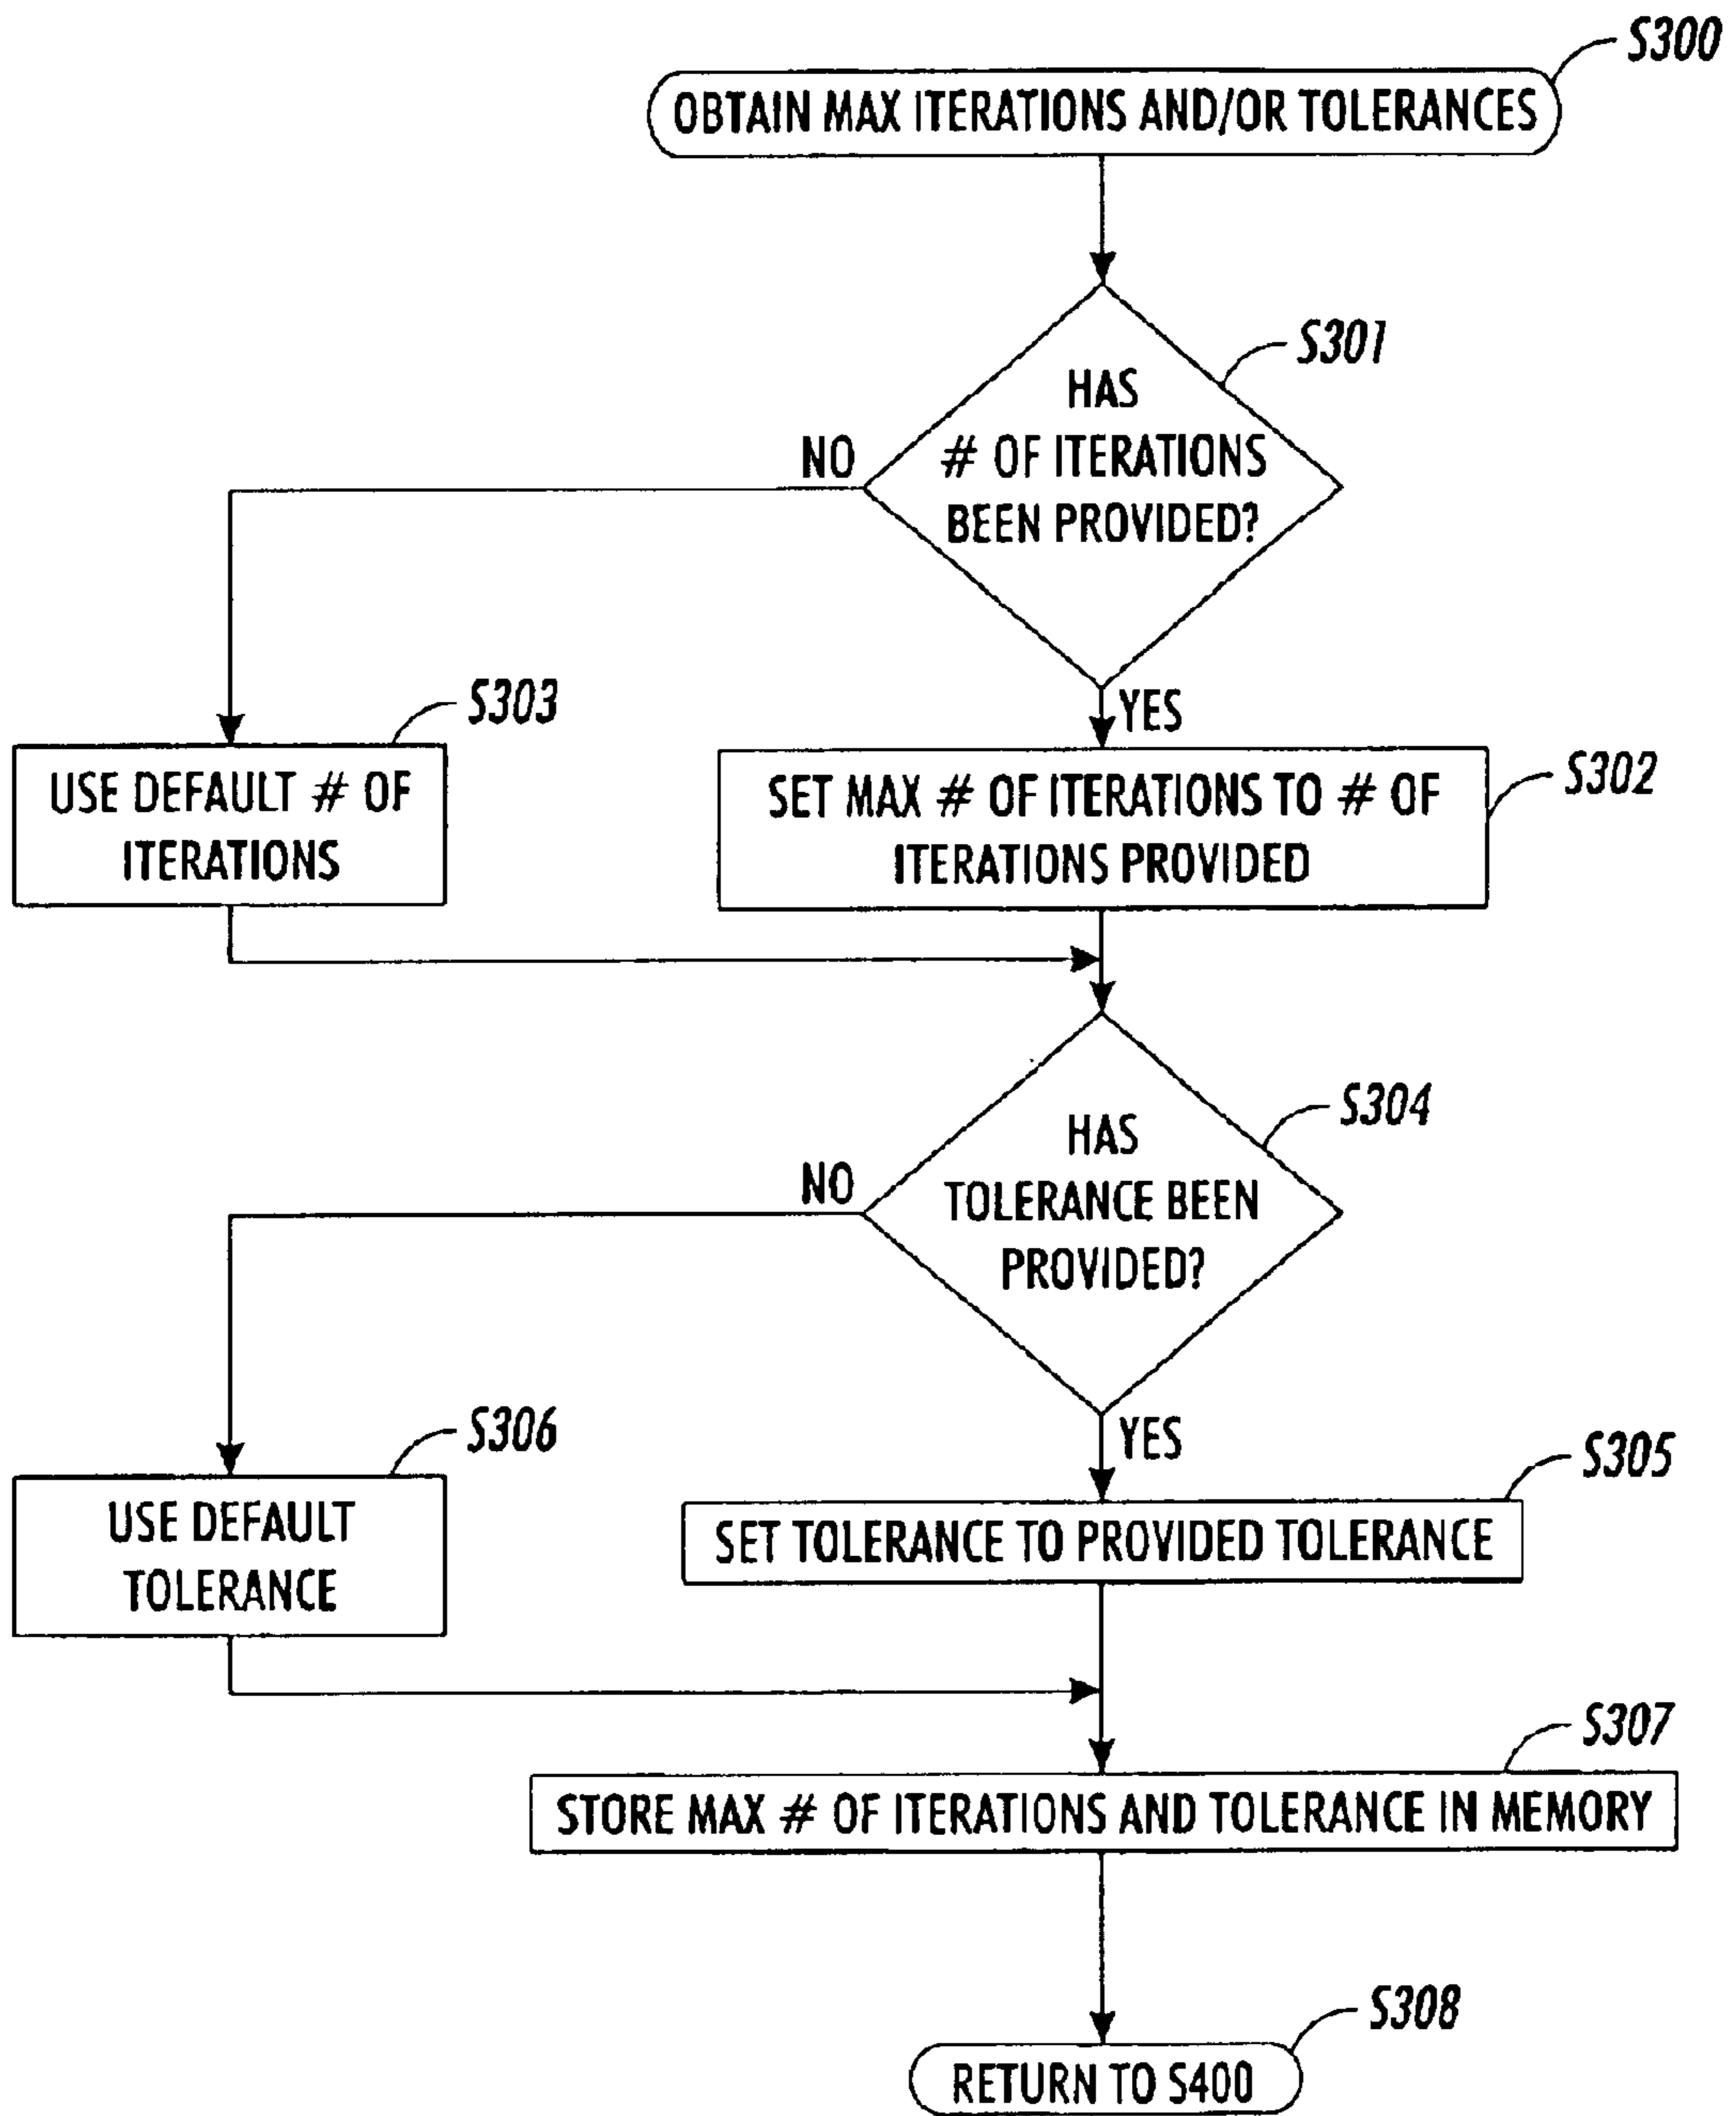 S300
OBTAIN MAX ITERATIONS AND/OR TOLERANCES
S301
HAS
# OF ITERATIONS
BEEN PROVIDED?
NO
YES
S303
USE DEFAULT # OF
ITERATIONS
S302
SET MAX # OF ITERATIONS TO # OF
ITERATIONS PROVIDED
S304
HAS
TOLERANCE BEEN
PROVIDED?
NO
YES
S306
USE DEFAULT
TOLERANCE
S305
SET TOLERANCE TO PROVIDED TOLERANCE
S307
STORE MAX # OF ITERATIONS AND TOLERANCE IN MEMORY
S308
RETURN TO S400